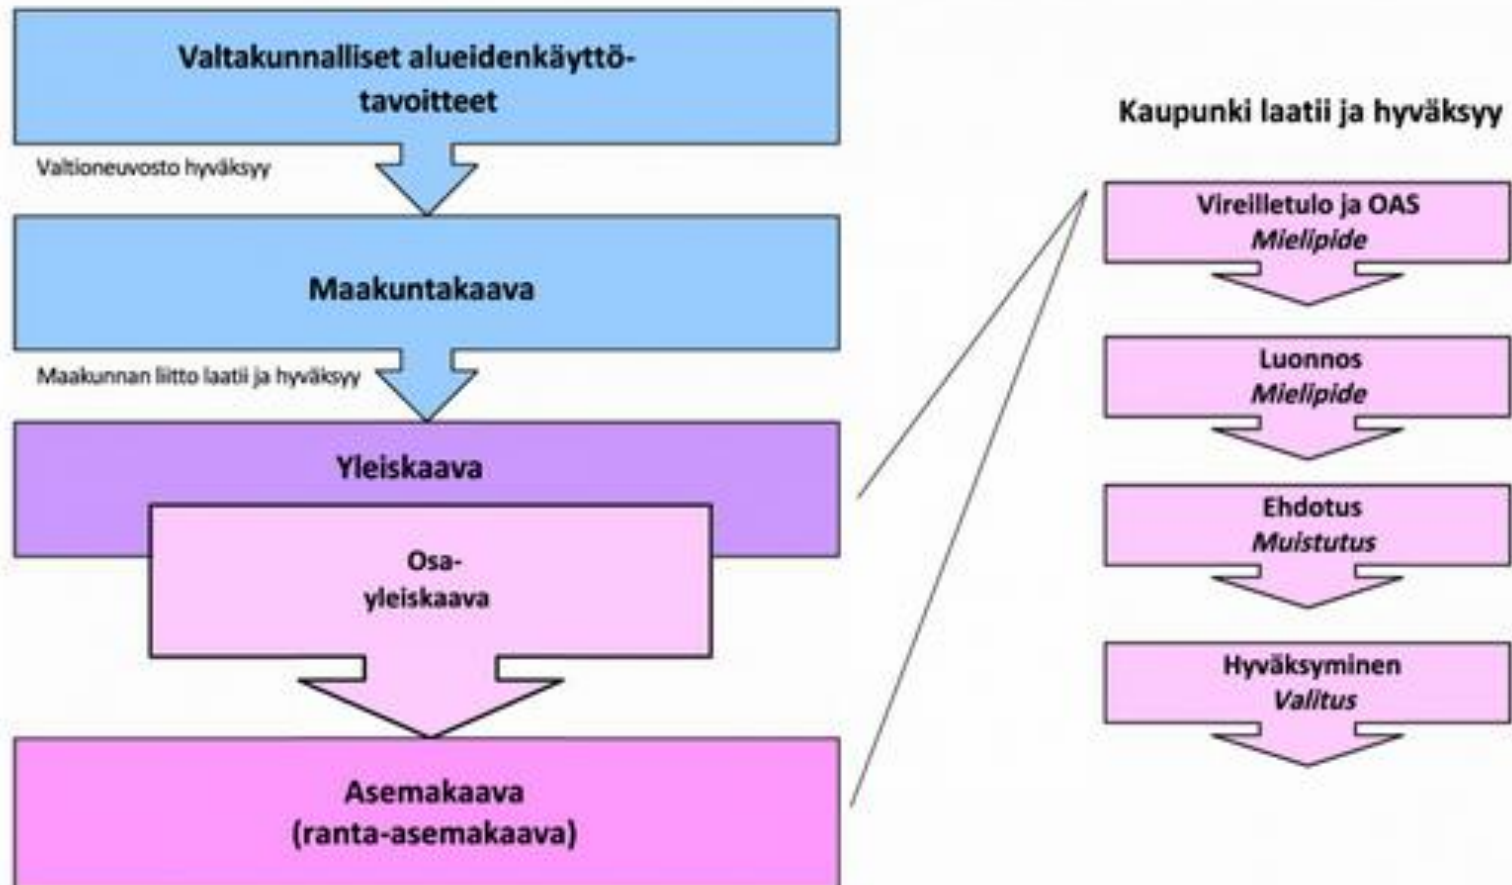 Valtakunnalliset alueidenkäyttö-
tavoitteet
Valtioneuvosto hyväksyy
Maakuntakaava
Maakunnan liitto laatii ja hyväksyy
Yleiskaava
Osa-
yleiskaava
Asemakaava
(ranta-asemakaava)
Kaupunki laatii ja hyväksyy
Vireilletulo ja OAS
Mielipide
Luonnos
Mielipide
Ehdotus
Muistutus
Hyväksyminen
Valitus